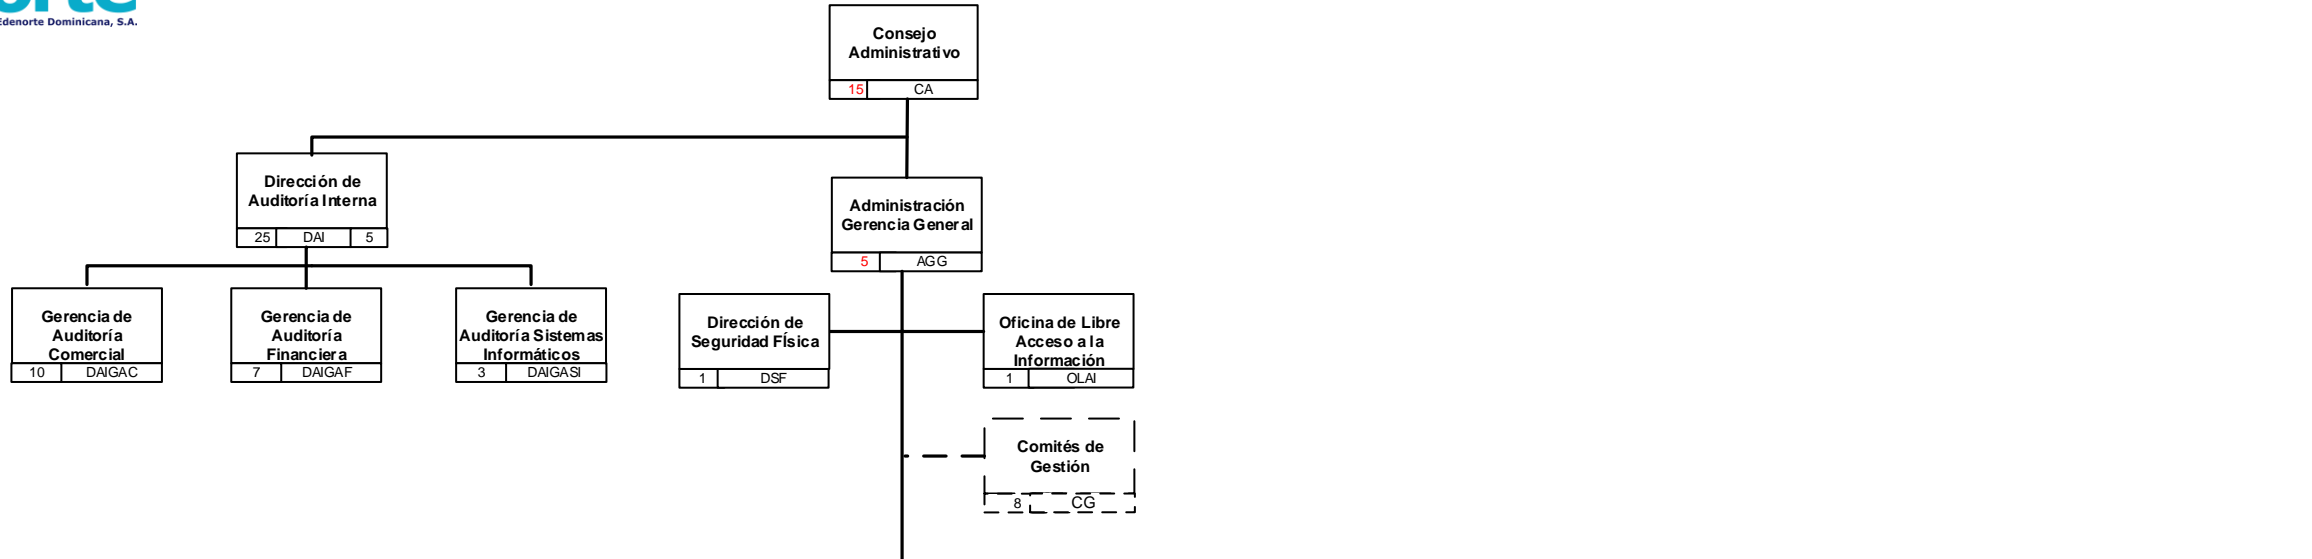 Edenorte Dominicana, S.A.
Consejo
Administrativo
15 CA
Dirección de
Auditoría Interna
25 DAI 5
Administración
Gerencia General
5 AGG
Gerencia de
Auditoría
Comercial
10 DAIGAC
Gerencia de
Auditoría
Financiera
7 DAIGAF
Gerencia de
Auditoría Sistemas
Informáticos
3 DAIGASI
Dirección de
Seguridad FÍsica
1 DSF
Oficina de Libre
Acceso a la
Información
1 OLAI
Comités de
Gestión
8 CG